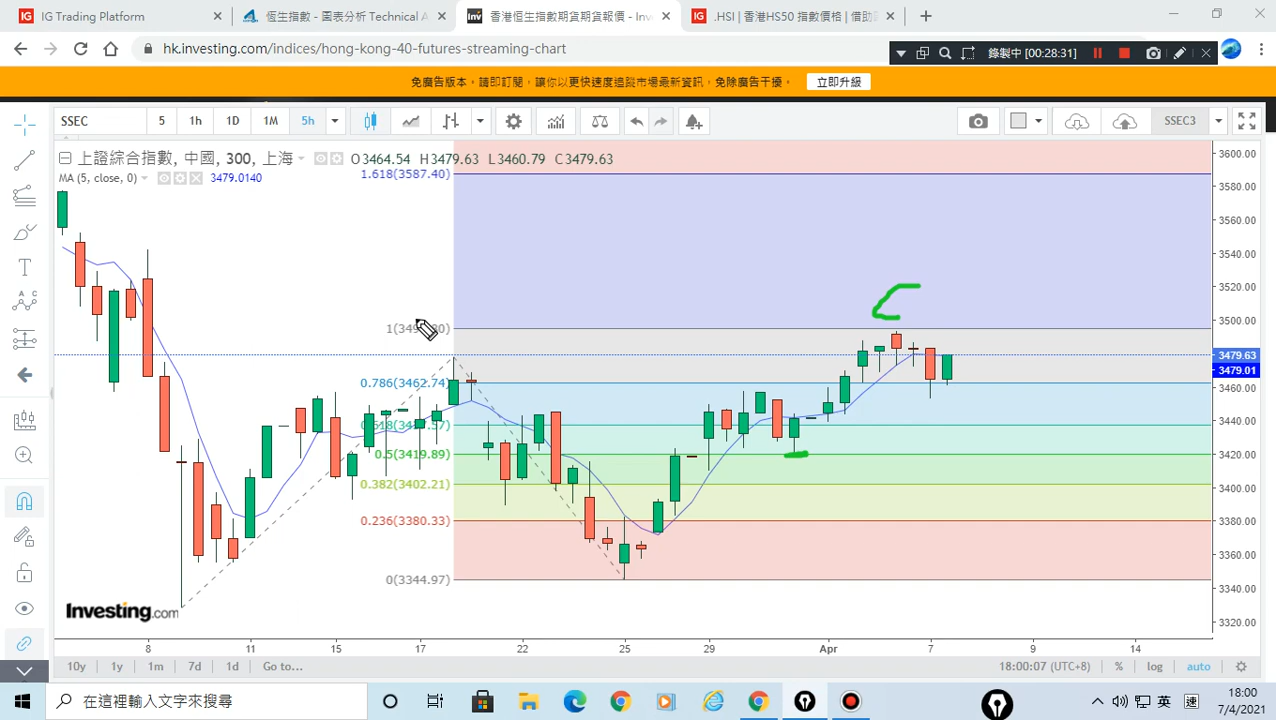 IG Trading Platform
恆生指數 - 圖表分析 Technical A
香港恆生指數期貨期貨報價 - Inv
.HSI | 香港HS50 指數價格 | 借助
hk.investing.com/indices/hong-kong-40-futures-streaming-chart
錄製中 [00:28:31]
免廣告版本。請即訂閱,讓你以更快速度追蹤市場最新資訊,免除廣告干擾。
立即升級
SSEC
5
1h
1D
1M
5h
SSEC3
上證綜合指數, 中國, 300, 上海
O3464.54 H3479.63 L3460.79 C3479.63
MA (5, close, 0)
3479.0140
1.618(3587.40)
0.786(3462.74)
0.5(3419.89)
0.382(3402.21)
0.236(3380.33)
0(3344.97)
3600.00
3580.00
3560.00
3540.00
3520.00
3500.00
3479.63
3479.01
3460.00
3440.00
3420.00
3400.00
3380.00
3360.00
3340.00
3320.00
Investing.com
8
11
15
17
22
25
29
Apr
7
9
14
10y
1y
1m
7d
1d
Go to...
18:00:07 (UTC+8)
%
log
auto
在這裡輸入文字來搜尋
英
18:00
7/4/2021